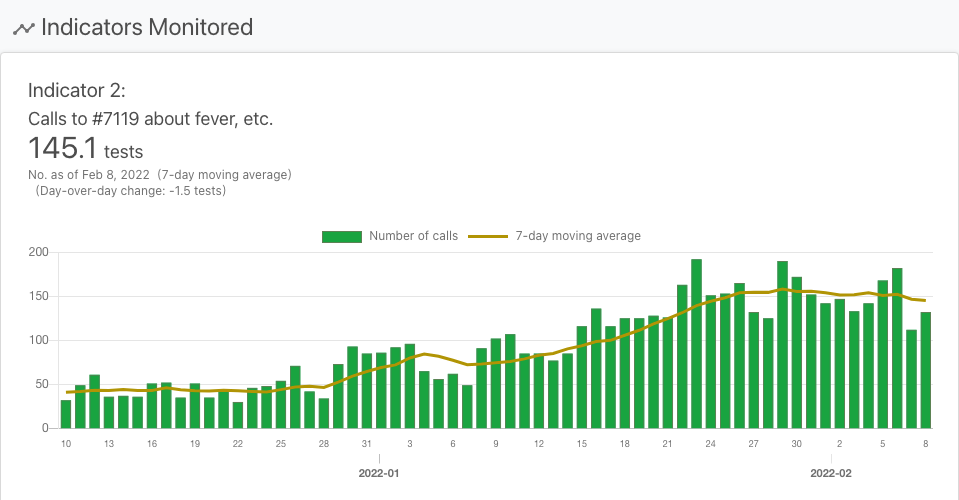 Indicators Monitored
Indicator 2:
Calls to #7119 about fever, etc.
145.1 tests
No. as of Feb 8, 2022 (7-day moving average)
(Day-over-day change: -1.5 tests)
Number of calls 7-day moving average
200
150
100
50
0
10 13 16 19 22 25 28 31 3 6 9 12 15 18 21 24 27 30 2 5 8
2022-01 2022-02